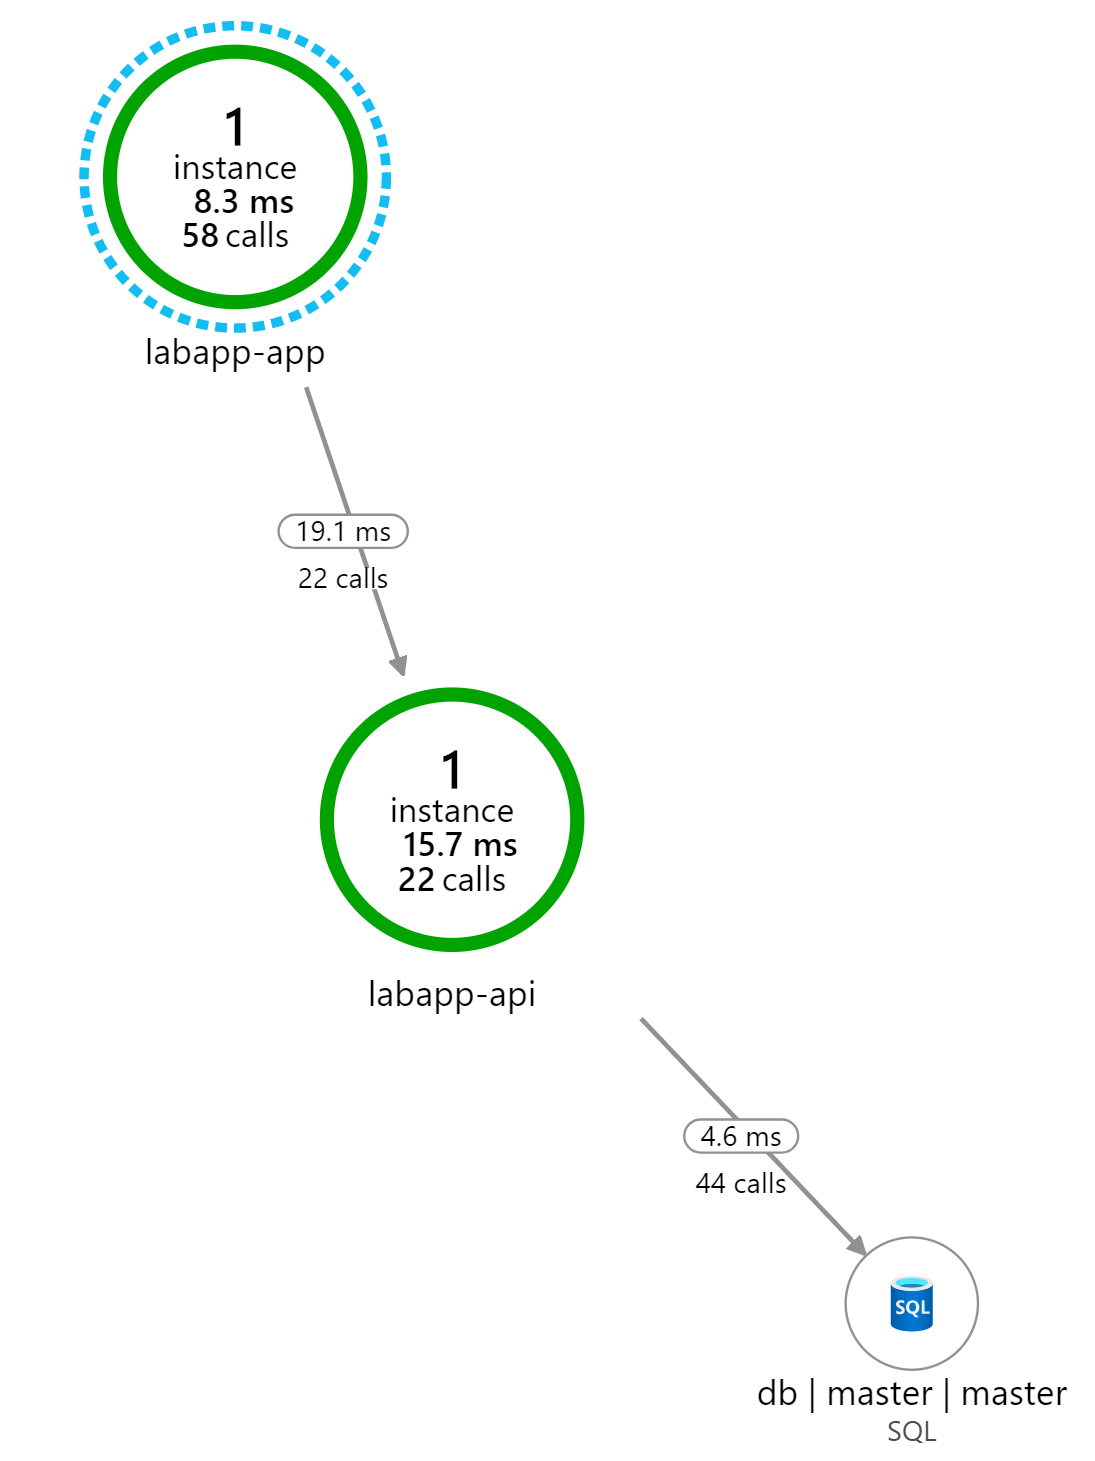 1
instance
8.3 ms
58 calls
labapp-app
19.1 ms
22 calls
1
instance
15.7 ms
22 calls
labapp-api
4.6 ms
44 calls
SQL
db | master | master
SQL